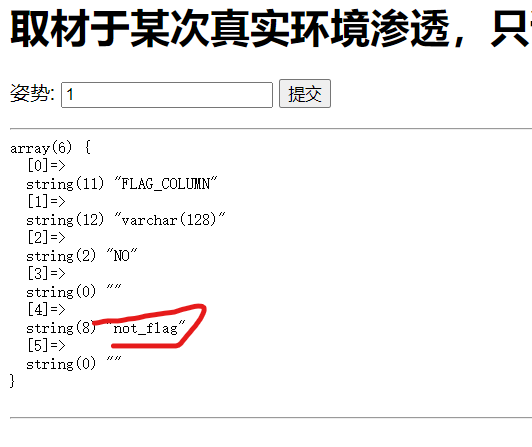 取材于某次真实环境渗透，只
姿势: 1 提交
array(6) {
  [0]=>
  string(11) "FLAG_COLUMN"
  [1]=>
  string(12) "varchar(128)"
  [2]=>
  string(2) "NO"
  [3]=>
  string(0) ""
  [4]=>
  string(8) "not_flag"
  [5]=>
  string(0) ""
}